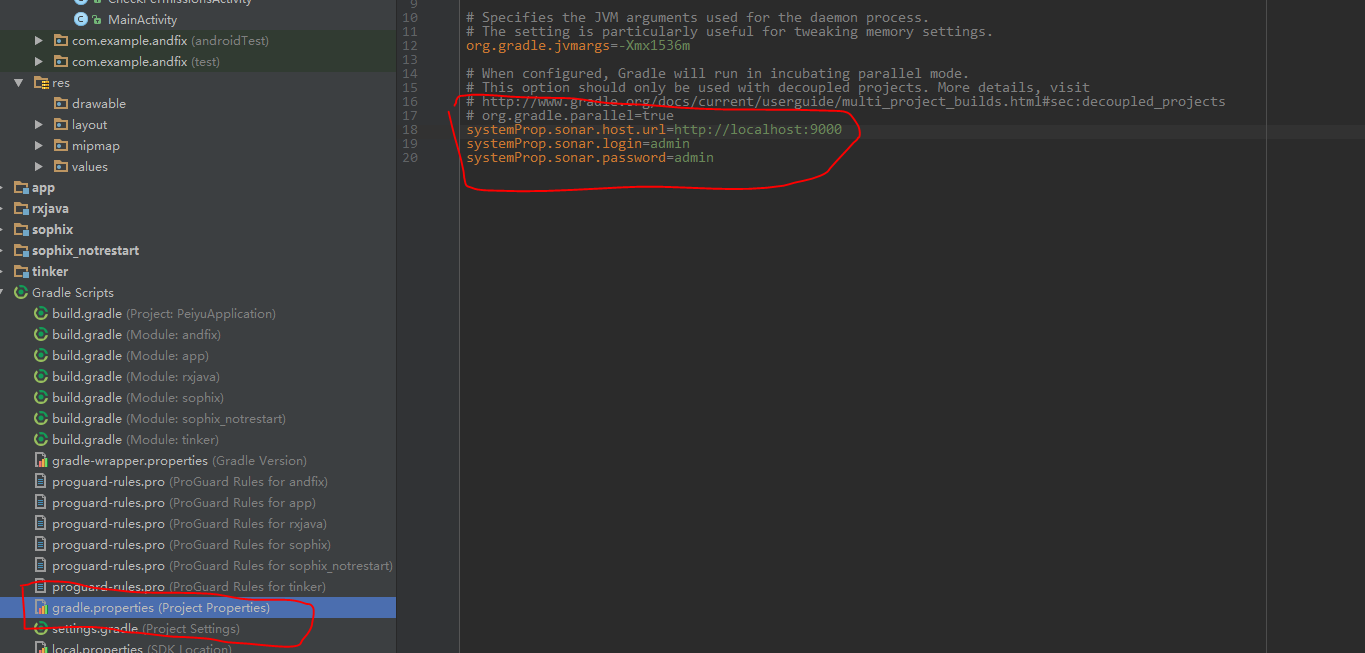 CheckPermissionsActivity
MainActivity
com.example.andfix (androidTest)
com.example.andfix (test)
res
drawable
layout
mipmap
values
app
rxjava
sophix
sophix_notrestart
tinker
Gradle Scripts
build.gradle (Project: PeiyuApplication)
build.gradle (Module: andfix)
build.gradle (Module: app)
build.gradle (Module: rxjava)
build.gradle (Module: sophix)
build.gradle (Module: sophix_notrestart)
build.gradle (Module: tinker)
gradle-wrapper.properties (Gradle Version)
proguard-rules.pro (ProGuard Rules for andfix)
proguard-rules.pro (ProGuard Rules for app)
proguard-rules.pro (ProGuard Rules for rxjava)
proguard-rules.pro (ProGuard Rules for sophix)
proguard-rules.pro (ProGuard Rules for sophix_notrestart)
proguard-rules.pro (ProGuard Rules for tinker)
gradle.properties (Project Properties)
settings.gradle (Project Settings)
local.properties (SDK Location)
9
10 # Specifies the JVM arguments used for the daemon process.
11 # The setting is particularly useful for tweaking memory settings.
12 org.gradle.jvmargs=-Xmx1536m
13
14 # When configured, Gradle will run in incubating parallel mode.
15 # This option should only be used with decoupled projects. More details, visit
16 # http://www.gradle.org/docs/current/userguide/multi_project_builds.html#sec:decoupled_projects
17 # org.gradle.parallel=true
18 systemProp.sonar.host.url=http://localhost:9000
19 systemProp.sonar.login=admin
20 systemProp.sonar.password=admin